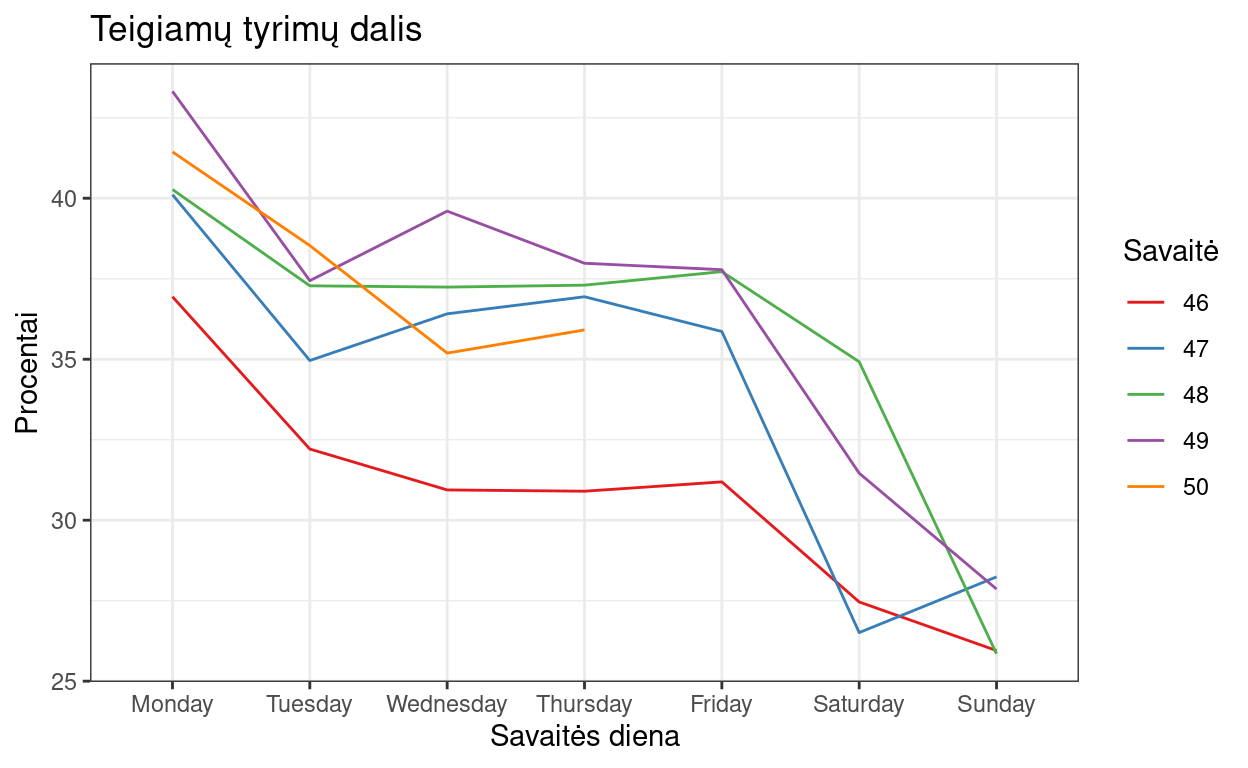 Teigiamų tyrimų dalis
Procentai
40
35
30
25
Monday Tuesday Wednesday Thursday Friday Saturday Sunday
Savaitės diena
Savaitė
46
47
48
49
50